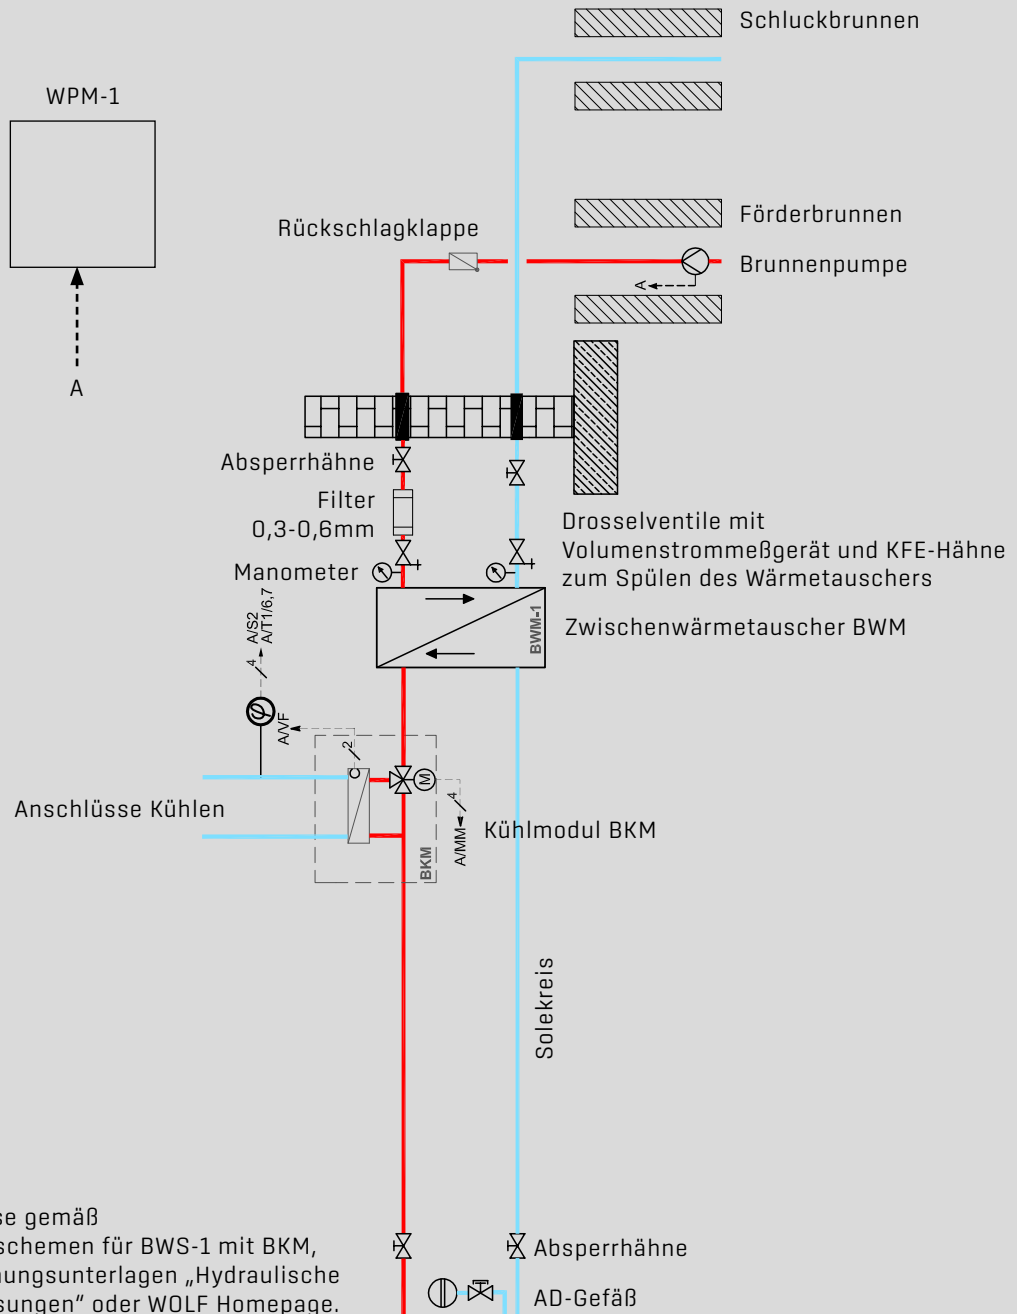 Schluckbrunnen
WPM-1
Förderbrunnen
Rückschlagklappe
Brunnenpumpe
A
A
Absperrhähne
Filter
0,3-0,6mm
Drosselventile mit
Volumenstrommeßgerät und KFE-Hähne
zum Spülen des Wärmetauschers
Manometer
A/S2
A/T1/6,7
4
BWM-1
Zwischenwärmetauscher BWM
A/VF
2
M
4
A/MM
Anschlüsse Kühlen
Kühlmodul BKM
BKM
Solekreis
se gemäß
schemen für BWS-1 mit BKM,
nungsunterlagen „Hydraulische
sungen“ oder WOLF Homepage.
Absperrhähne
AD-Gefäß